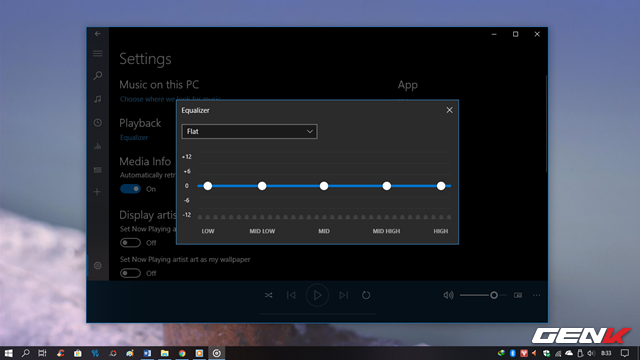 Settings
Music on this PC
App
Choose where we look for music
Equalizer
Flat
Playback
Equalizer
+12
+6
0
-6
-12
LOW
MID LOW
MID
MID HIGH
HIGH
Media Info
Automatically retr
On
Display artis
Set Now Playing a
Off
Set Now Playing artist art as my wallpaper
Off
8:33
GENK